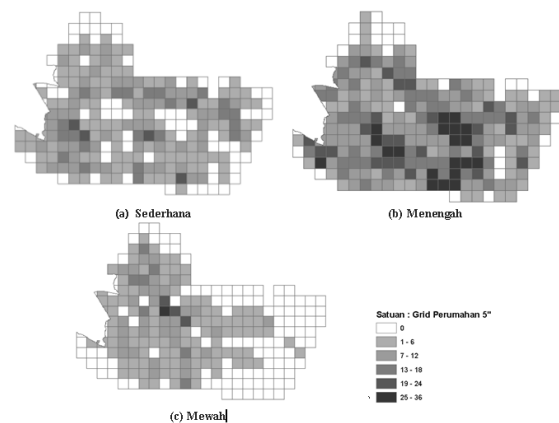 (a) Sederhana
(b) Menengah
Satuan : Grid Perumahan 5"
0
1 - 6
7 - 12
13 - 18
19 - 24
25 - 36
(c) Mewah